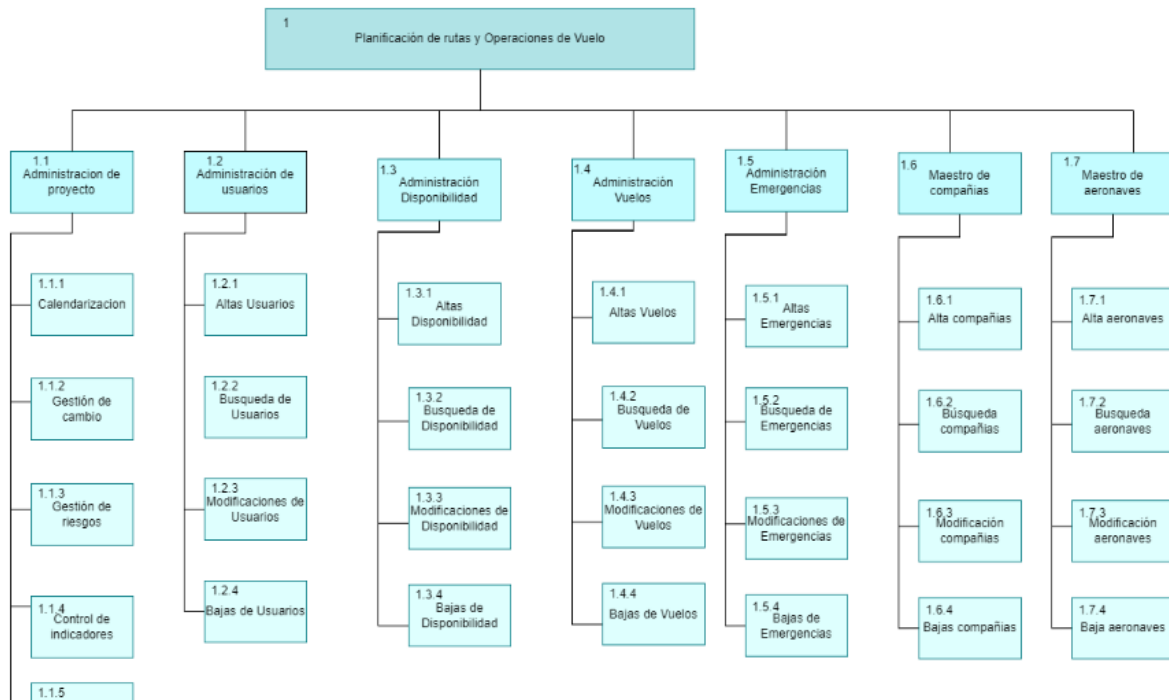 1
Planificación de rutas y Operaciones de Vuelo
1.1
Administracion de
proyecto
1.2
Administración de
usuarios
1.3
Administración
Disponibilidad
1.4
Administración
Vuelos
1.5
Administración
Emergencias
1.6
Maestro de
compañias
1.7
Maestro de
aeronaves
1.1.1
Calendarizacion
1.1.2
Gestión de
cambio
1.1.3
Gestión de
riesgos
1.1.4
Control de
indicadores
1.1.5
1.2.1
Altas Usuarios
1.2.2
Busqueda de
Usuarios
1.2.3
Modificaciones de
Usuarios
1.2.4
Bajas de Usuarios
1.3.1
Altas
Disponibilidad
1.3.2
Busqueda de
Disponibilidad
1.3.3
Modificaciones de
Disponibilidad
1.3.4
Bajas de
Disponibilidad
1.4.1
Altas Vuelos
1.4.2
Busqueda de
Vuelos
1.4.3
Modificaciones de
Vuelos
1.4.4
Bajas de Vuelos
1.5.1
Altas
Emergencias
1.5.2
Busqueda de
Emergencias
1.5.3
Modificaciones de
Emergencias
1.5.4
Bajas de
Emergencias
1.6.1
Alta compañias
1.6.2
Búsqueda
compañias
1.6.3
Modificación
compañias
1.6.4
Bajas compañias
1.7.1
Alta aeronaves
1.7.2
Busqueda
aeronaves
1.7.3
Modificación
aeronaves
1.7.4
Baja aeronaves